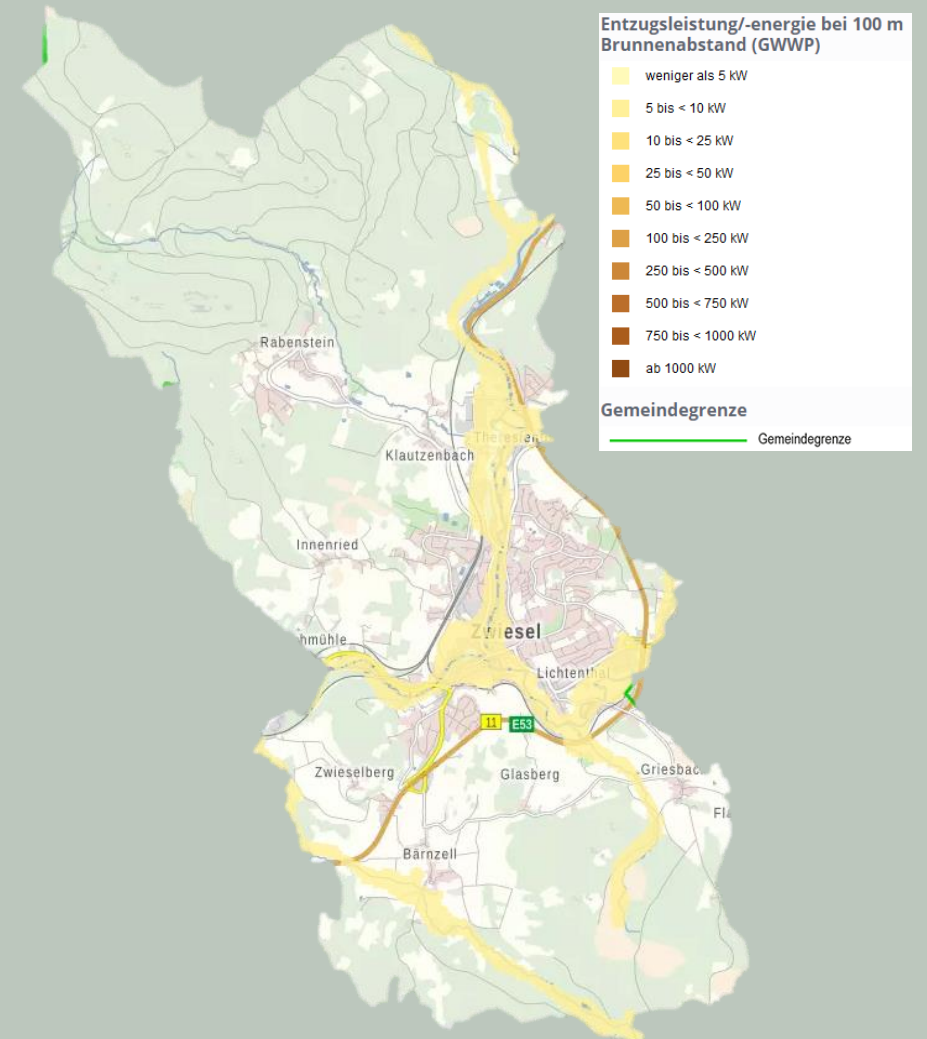 Entzugsleistung/-energie bei 100 m
Brunnenabstand (GWWP)
weniger als 5 kW
5 bis < 10 kW
10 bis < 25 kW
25 bis < 50 kW
50 bis < 100 kW
100 bis < 250 kW
250 bis < 500 kW
500 bis < 750 kW
750 bis < 1000 kW
ab 1000 kW
Gemeindegrenze
Gemeindegrenze
Rabenstein
Klautzenbach
Innenried
hmühle
Zwiesel
Lichtenthal
11 E53
Zwieselberg
Glasberg
Griesbac
Fl
Bärnzell